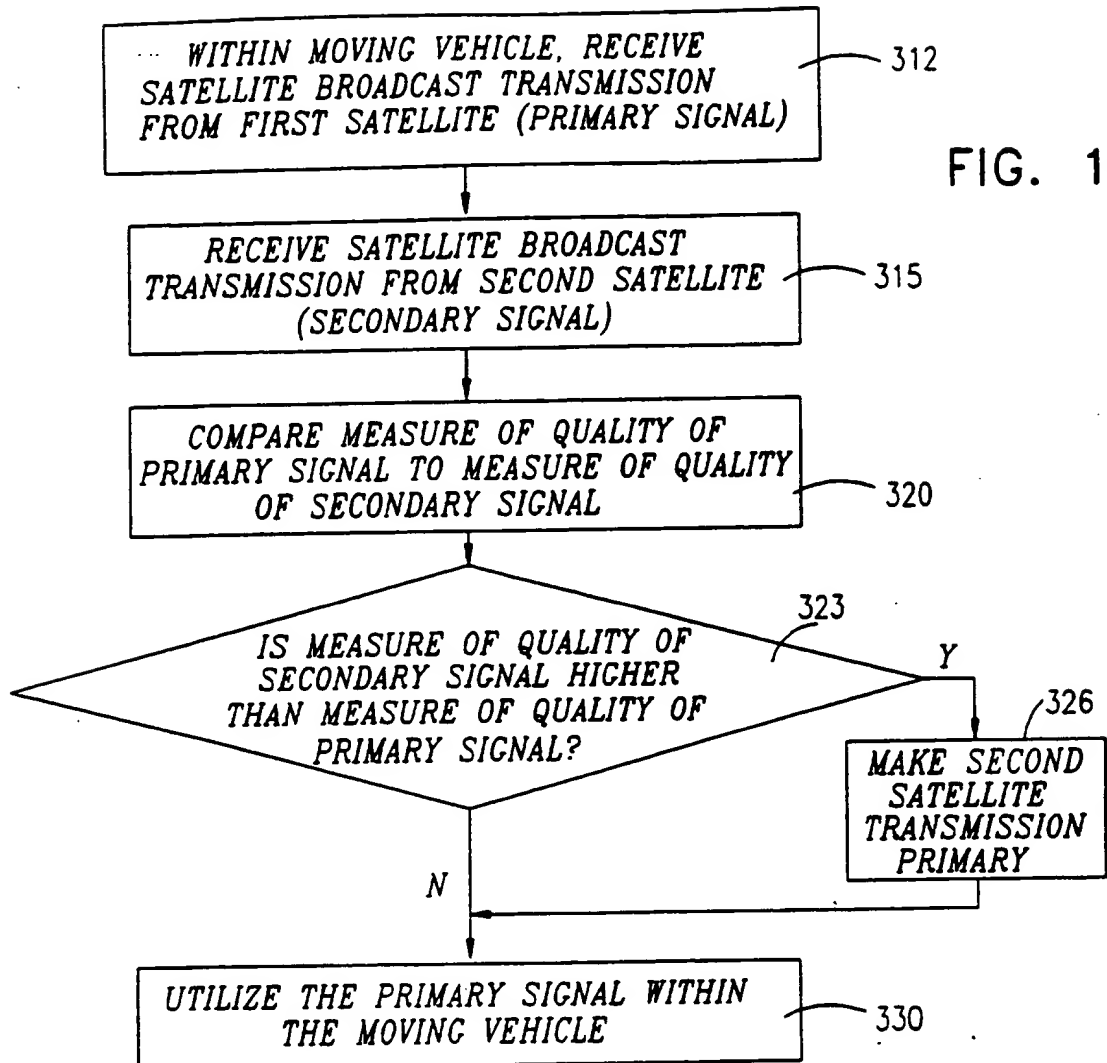 WITHIN MOVING VEHICLE, RECEIVE
SATELLITE BROADCAST TRANSMISSION
FROM FIRST SATELLITE (PRIMARY SIGNAL)
312
FIG. 1
RECEIVE SATELLITE BROADCAST
TRANSMISSION FROM SECOND SATELLITE
(SECONDARY SIGNAL)
315
COMPARE MEASURE OF QUALITY OF
PRIMARY SIGNAL TO MEASURE OF QUALITY
OF SECONDARY SIGNAL
320
IS MEASURE OF QUALITY OF
SECONDARY SIGNAL HIGHER
THAN MEASURE OF QUALITY OF
PRIMARY SIGNAL?
323
Y
326
MAKE SECOND
SATELLITE
TRANSMISSION
PRIMARY
N
UTILIZE THE PRIMARY SIGNAL WITHIN
THE MOVING VEHICLE
330